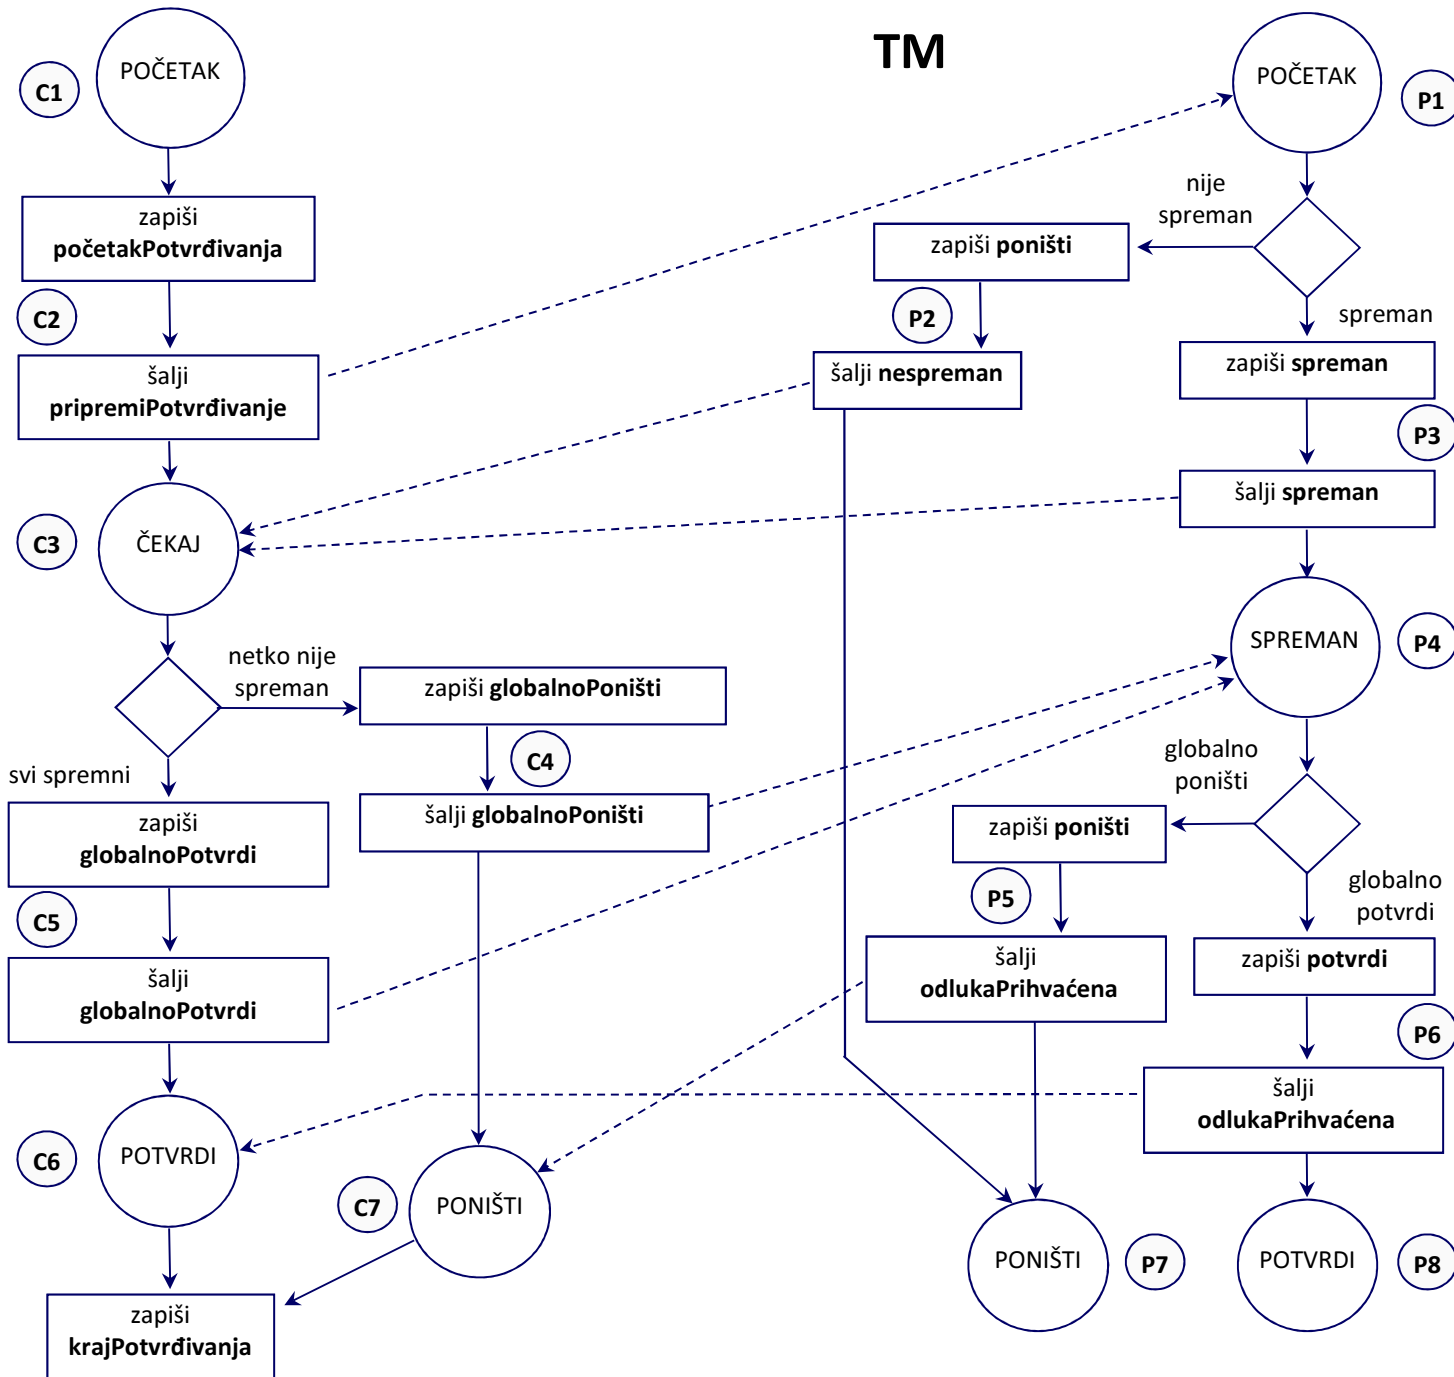 TM
C1
POČETAK
zapiši
početakPotvrđivanja
C2
šalji
pripremiPotvrđivanje
C3
ČEKAJ
netko nije
spreman
zapiši globalnoPoništi
C4
šalji globalnoPoništi
svi spremni
zapiši
globalnoPotvrdi
C5
šalji
globalnoPotvrdi
C6
POTVRDI
C7
PONIŠTI
zapiši
krajPotvrđivanja
POČETAK
P1
nije
spreman
zapiši poništi
P2
šalji nespreman
spreman
zapiši spreman
P3
šalji spreman
SPREMAN
P4
globalno
poništi
zapiši poništi
P5
šalji
odlukaPrihvaćena
globalno
potvrdi
zapiši potvrdi
P6
šalji
odlukaPrihvaćena
PONIŠTI
P7
POTVRDI
P8